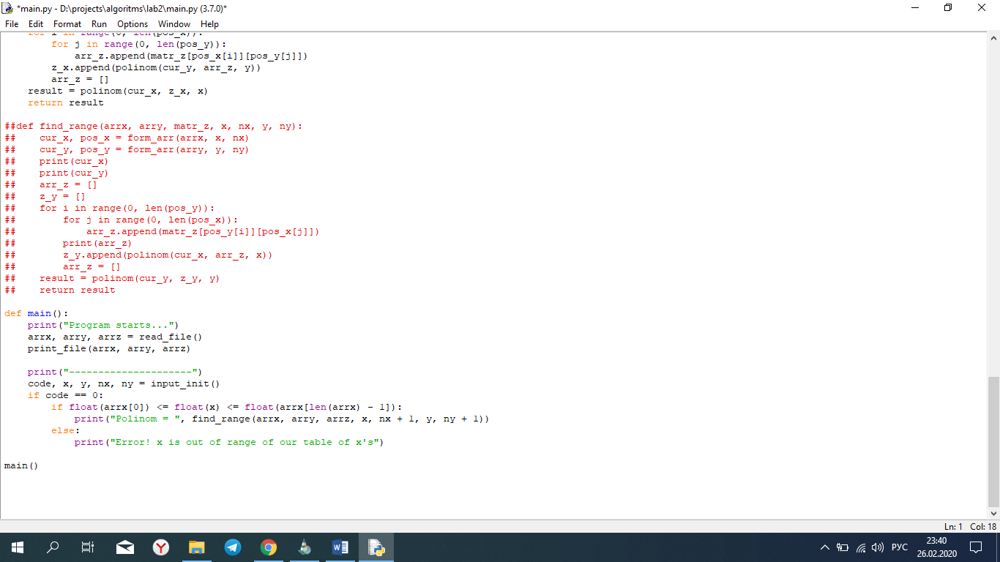 *main.py - D:\projects\algoritms\lab2\main.py (3.7.0)*
File Edit Format Run Options Window Help
for i in range(0, len(pos_x)):
        for j in range(0, len(pos_y)):
            arr_z.append(matr_z[pos_x[i]][pos_y[j]])
        z_x.append(polinom(cur_y, arr_z, y))
        arr_z = []
    result = polinom(cur_x, z_x, x)
    return result
##def find_range(arrx, arry, matr_z, x, nx, y, ny):
##    cur_x, pos_x = form_arr(arrx, x, nx)
##    cur_y, pos_y = form_arr(arry, y, ny)
##    print(cur_x)
##    print(cur_y)
##    arr_z = []
##    z_y = []
##    for i in range(0, len(pos_y)):
##        for j in range(0, len(pos_x)):
##            arr_z.append(matr_z[pos_y[i]][pos_x[j]])
##        print(arr_z)
##        z_y.append(polinom(cur_x, arr_z, x))
##        arr_z = []
##    result = polinom(cur_y, z_y, y)
##    return result
def main():
    print("Program starts...")
    arrx, arry, arrz = read_file()
    print_file(arrx, arry, arrz)
    print("---------------------")
    code, x, y, nx, ny = input_init()
    if code == 0:
        if float(arrx[0]) <= float(x) <= float(arrx[len(arrx) - 1]):
            print("Polinom = ", find_range(arrx, arry, arrz, x, nx + 1, y, ny + 1))
        else:
            print("Error! x is out of range of our table of x's")
main()
Ln: 1 Col: 18
РУС
23:40
26.02.2020